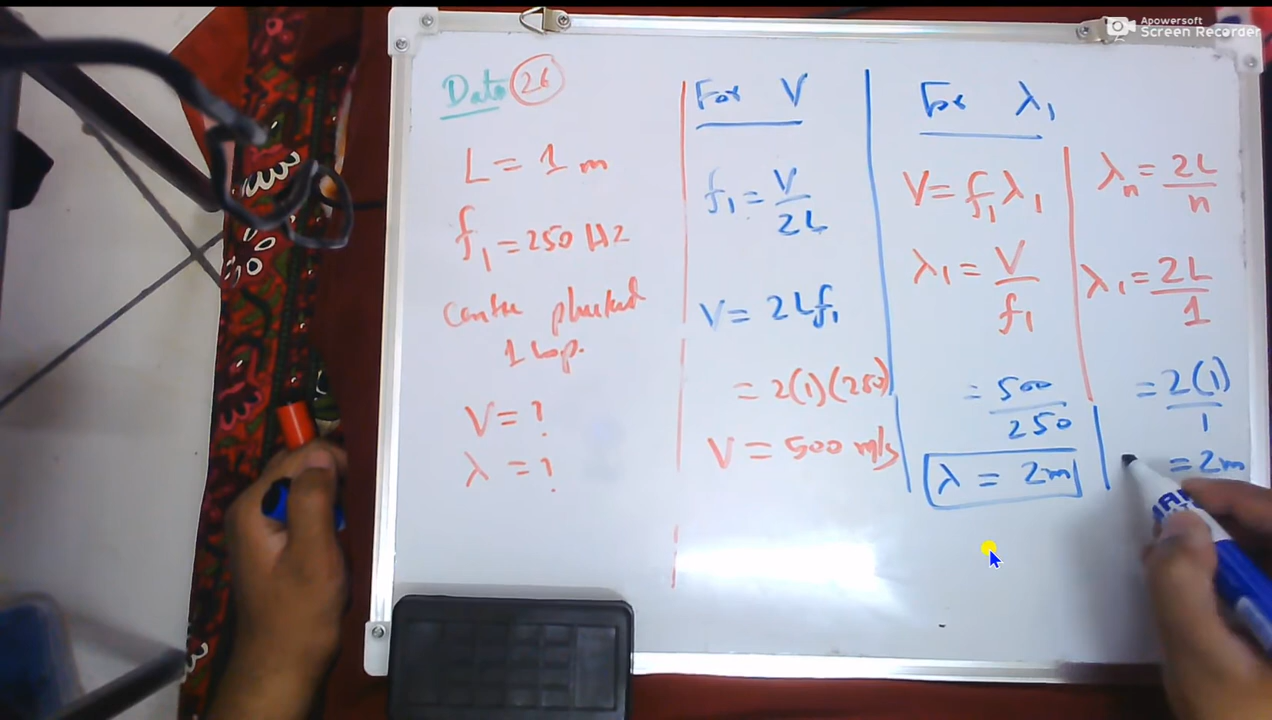 Apowersoft
Screen Recorder
Data 26
L = 1 m
f₁ = 250 HZ
centre plucked
1 loop.
V = ?
λ = ?
For V
f₁ = V/2L
V = 2Lf₁
= 2(1)(250)
V = 500 m/s
For λ₁
V = f₁λ₁
λ₁ = V/f₁
= 500/250
λ = 2m
λn = 2L/n
λ₁ = 2L/1
= 2(1)/1
= 2m